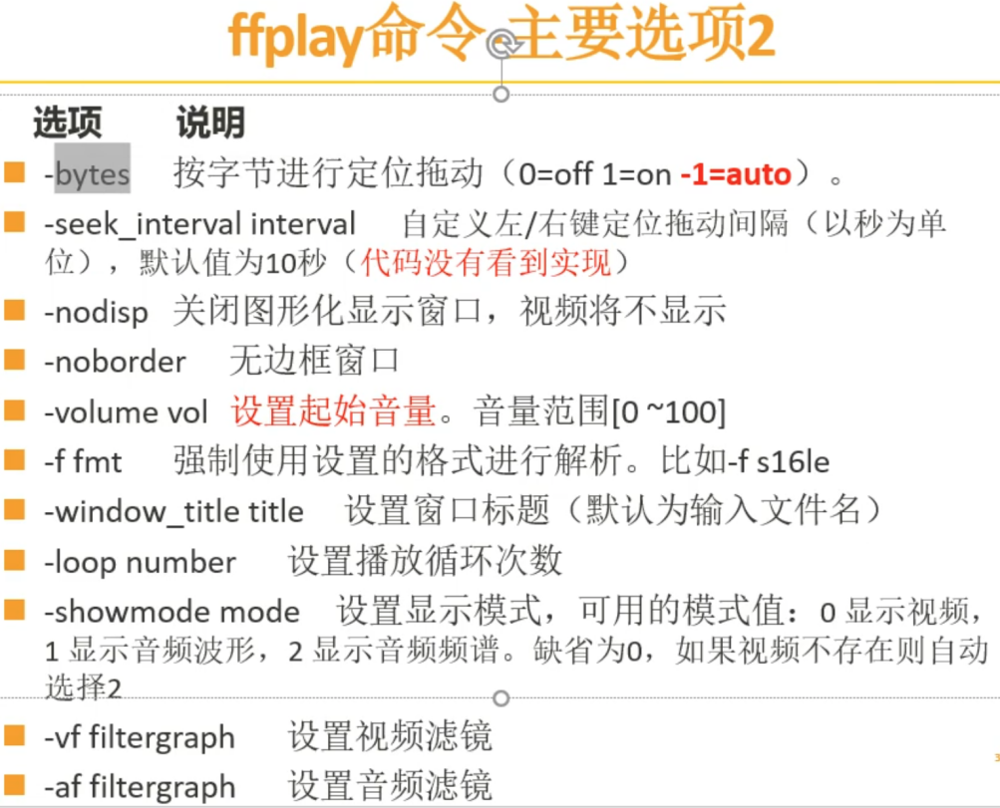 ffplay命令-主要选项2
选项 说明
-bytes 按字节进行定位拖动（0=off 1=on -1=auto）。
-seek_interval interval 自定义左/右键定位拖动间隔（以秒为单
位），默认值为10秒（代码没有看到实现）
-nodisp 关闭图形化显示窗口，视频将不显示
-noborder 无边框窗口
-volume vol 设置起始音量。音量范围[0 ~100]
-f fmt 强制使用设置的格式进行解析。比如-f s16le
-window_title title 设置窗口标题（默认为输入文件名）
-loop number 设置播放循环次数
-showmode mode 设置显示模式，可用的模式值：0 显示视频，
1 显示音频波形，2 显示音频频谱。缺省为0，如果视频不存在则自动
选择2
-vf filtergraph 设置视频滤镜
-af filtergraph 设置音频滤镜
3